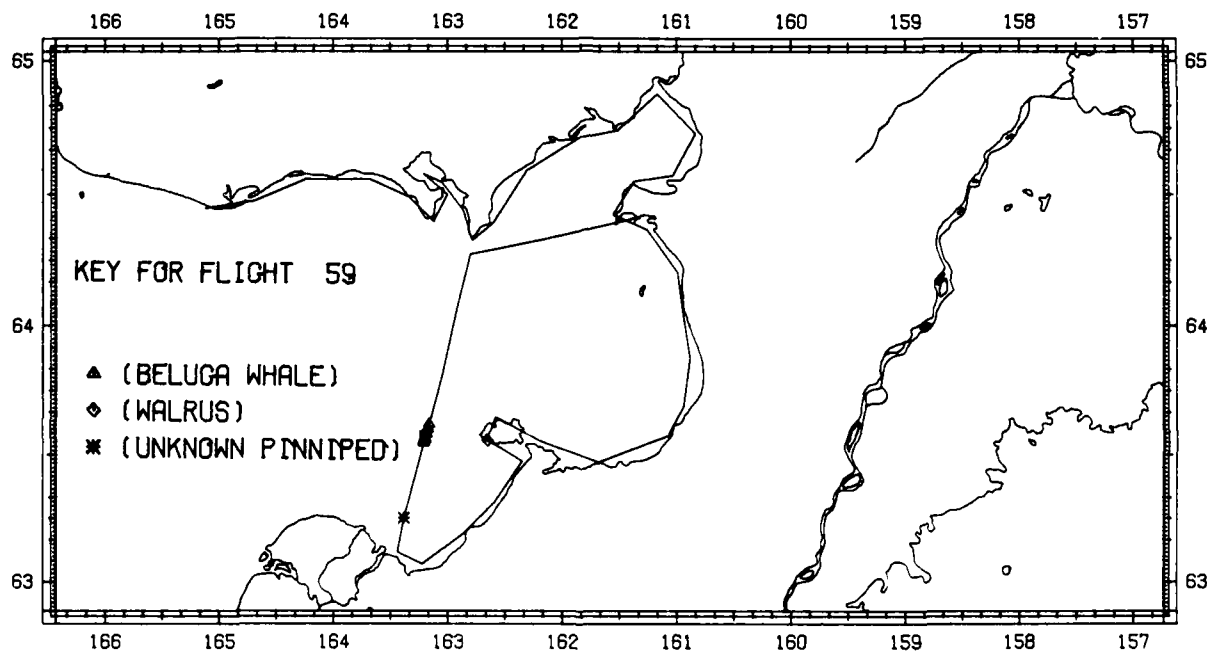 166 165 164 163 162 161 160 159 158 157
65 65
KEY FOR FLIGHT 59
64 64
(BELUGA WHALE)
(WALRUS)
(UNKNOWN PINNIPED)
63 63
166 165 164 163 162 161 160 159 158 157